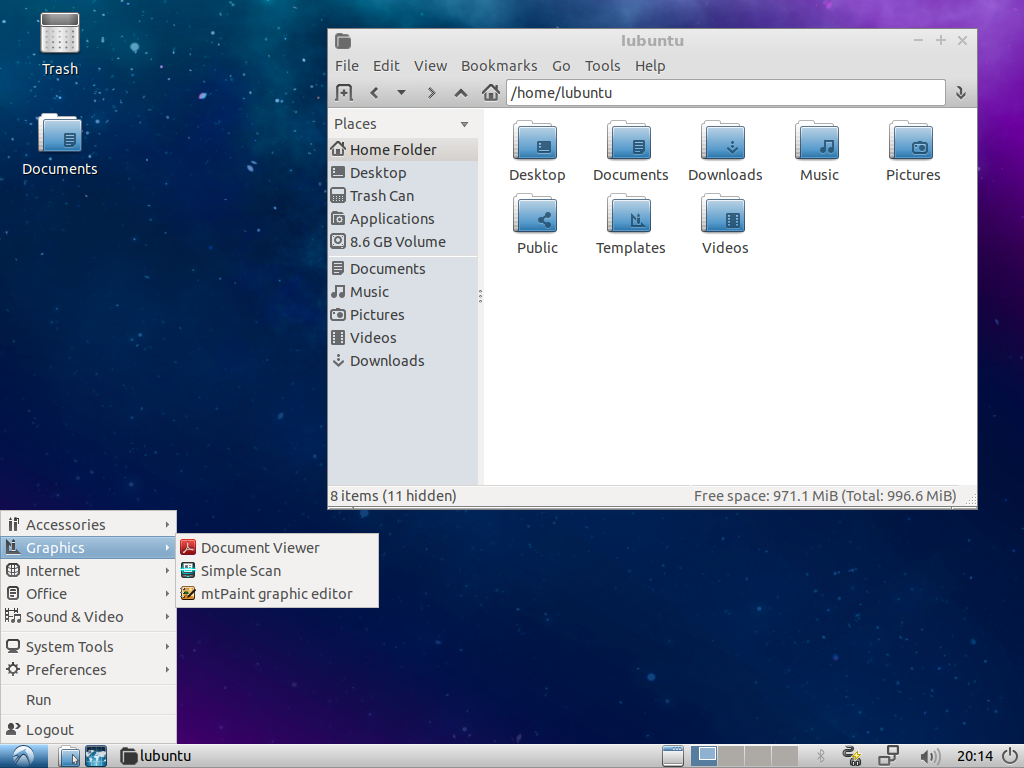 Trash
Documents
lubuntu
File Edit View Bookmarks Go Tools Help
/home/lubuntu
Places
Home Folder
Desktop
Trash Can
Applications
8.6 GB Volume
Documents
Music
Pictures
Videos
Downloads
Desktop Documents Downloads Music Pictures
Public Templates Videos
8 items (11 hidden) Free space: 971.1 MiB (Total: 996.6 MiB)
Accessories
Graphics
Internet
Office
Sound & Video
System Tools
Preferences
Run
Logout
Document Viewer
Simple Scan
mtPaint graphic editor
lubuntu 20:14